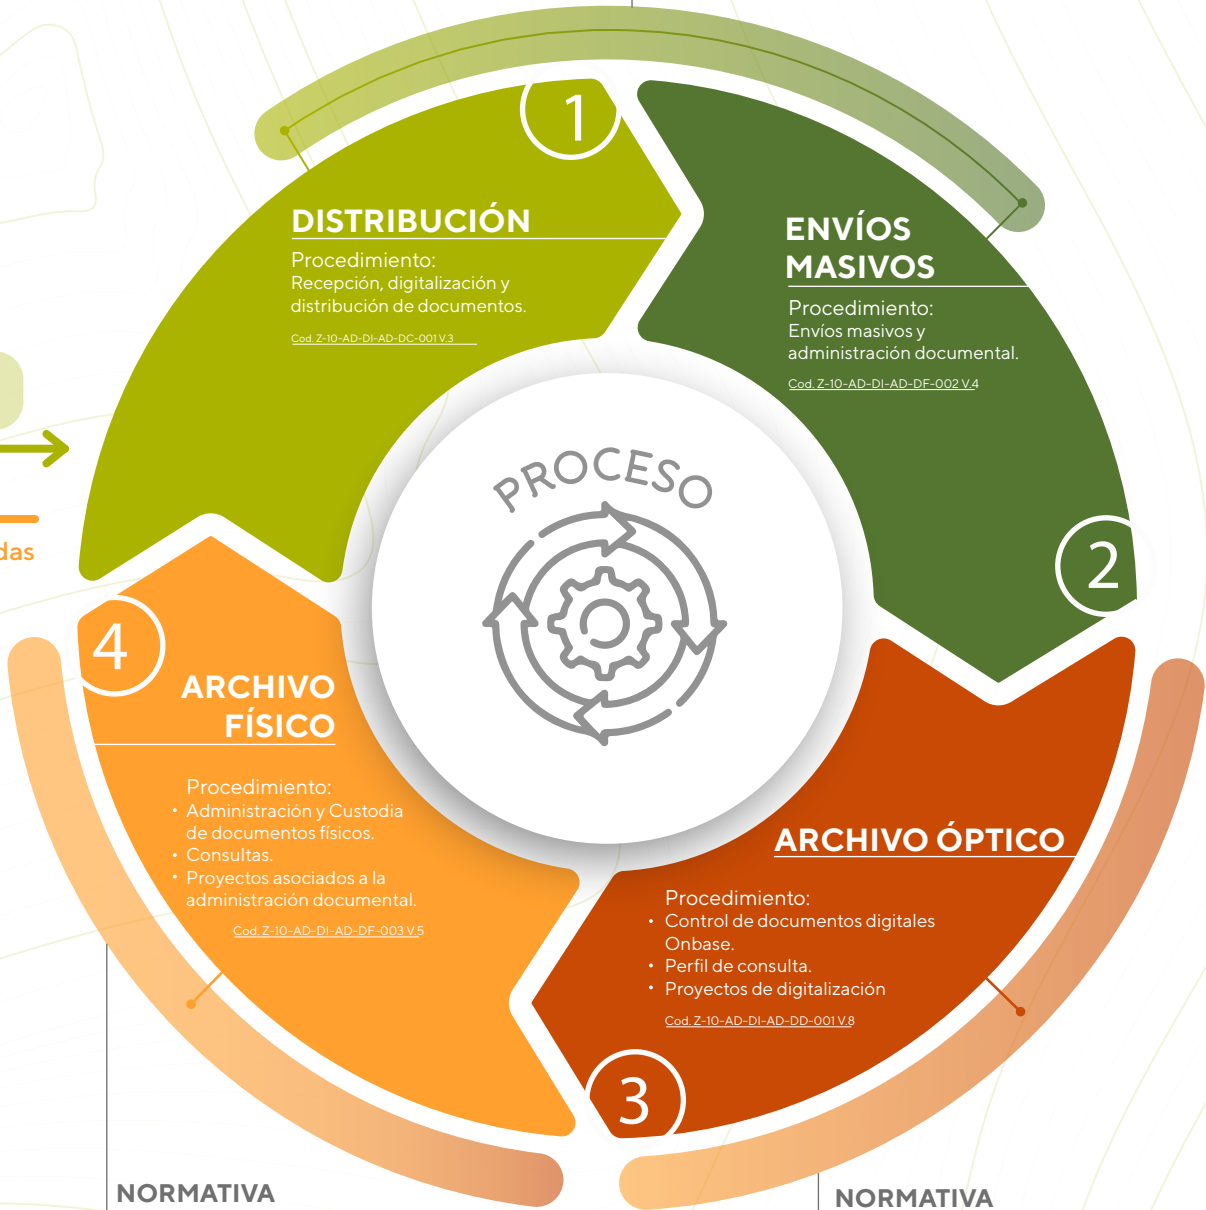 1
DISTRIBUCIÓN
Procedimiento:
Recepción, digitalización y
distribución de documentos.
Cod. Z-10-AD-DI-AD-DC-001 V.3
ENVÍOS
MASIVOS
Procedimiento:
Envíos masivos y
administración documental.
Cod. Z-10-AD-DI-AD-DF-002 V.4
2
PROCESO
das
4
ARCHIVO
FÍSICO
Procedimiento:
• Administración y Custodia
de documentos físicos.
• Consultas.
• Proyectos asociados a la
administración documental.
Cod. Z-10-AD-DI-AD-DF-003 V.5
ARCHIVO ÓPTICO
Procedimiento:
• Control de documentos digitales
Onbase.
• Perfil de consulta.
• Proyectos de digitalización
Cod. Z-10-AD-DI-AD-DD-001 V.8
3
NORMATIVA
NORMATIVA